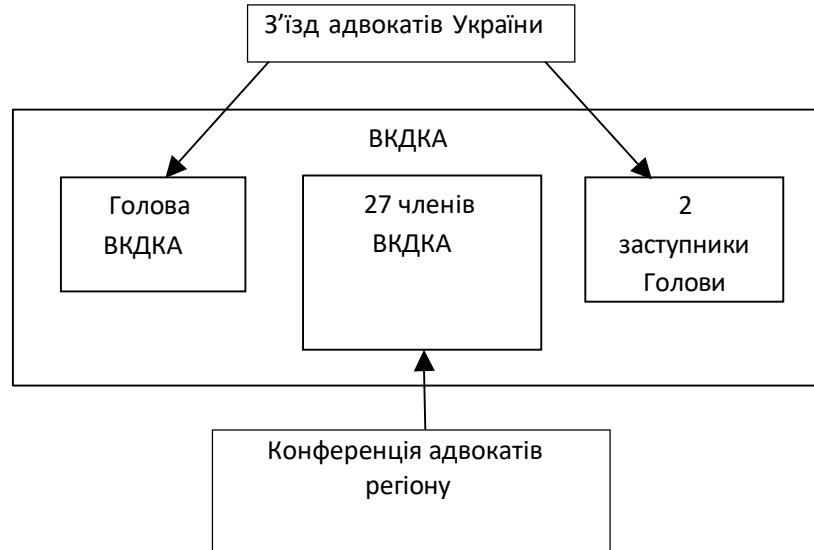 З’їзд адвокатів України
ВКДКА
Голова
ВКДКА
27 членів
ВКДКА
2
заступники
Голови
Конференція адвокатів
регіону